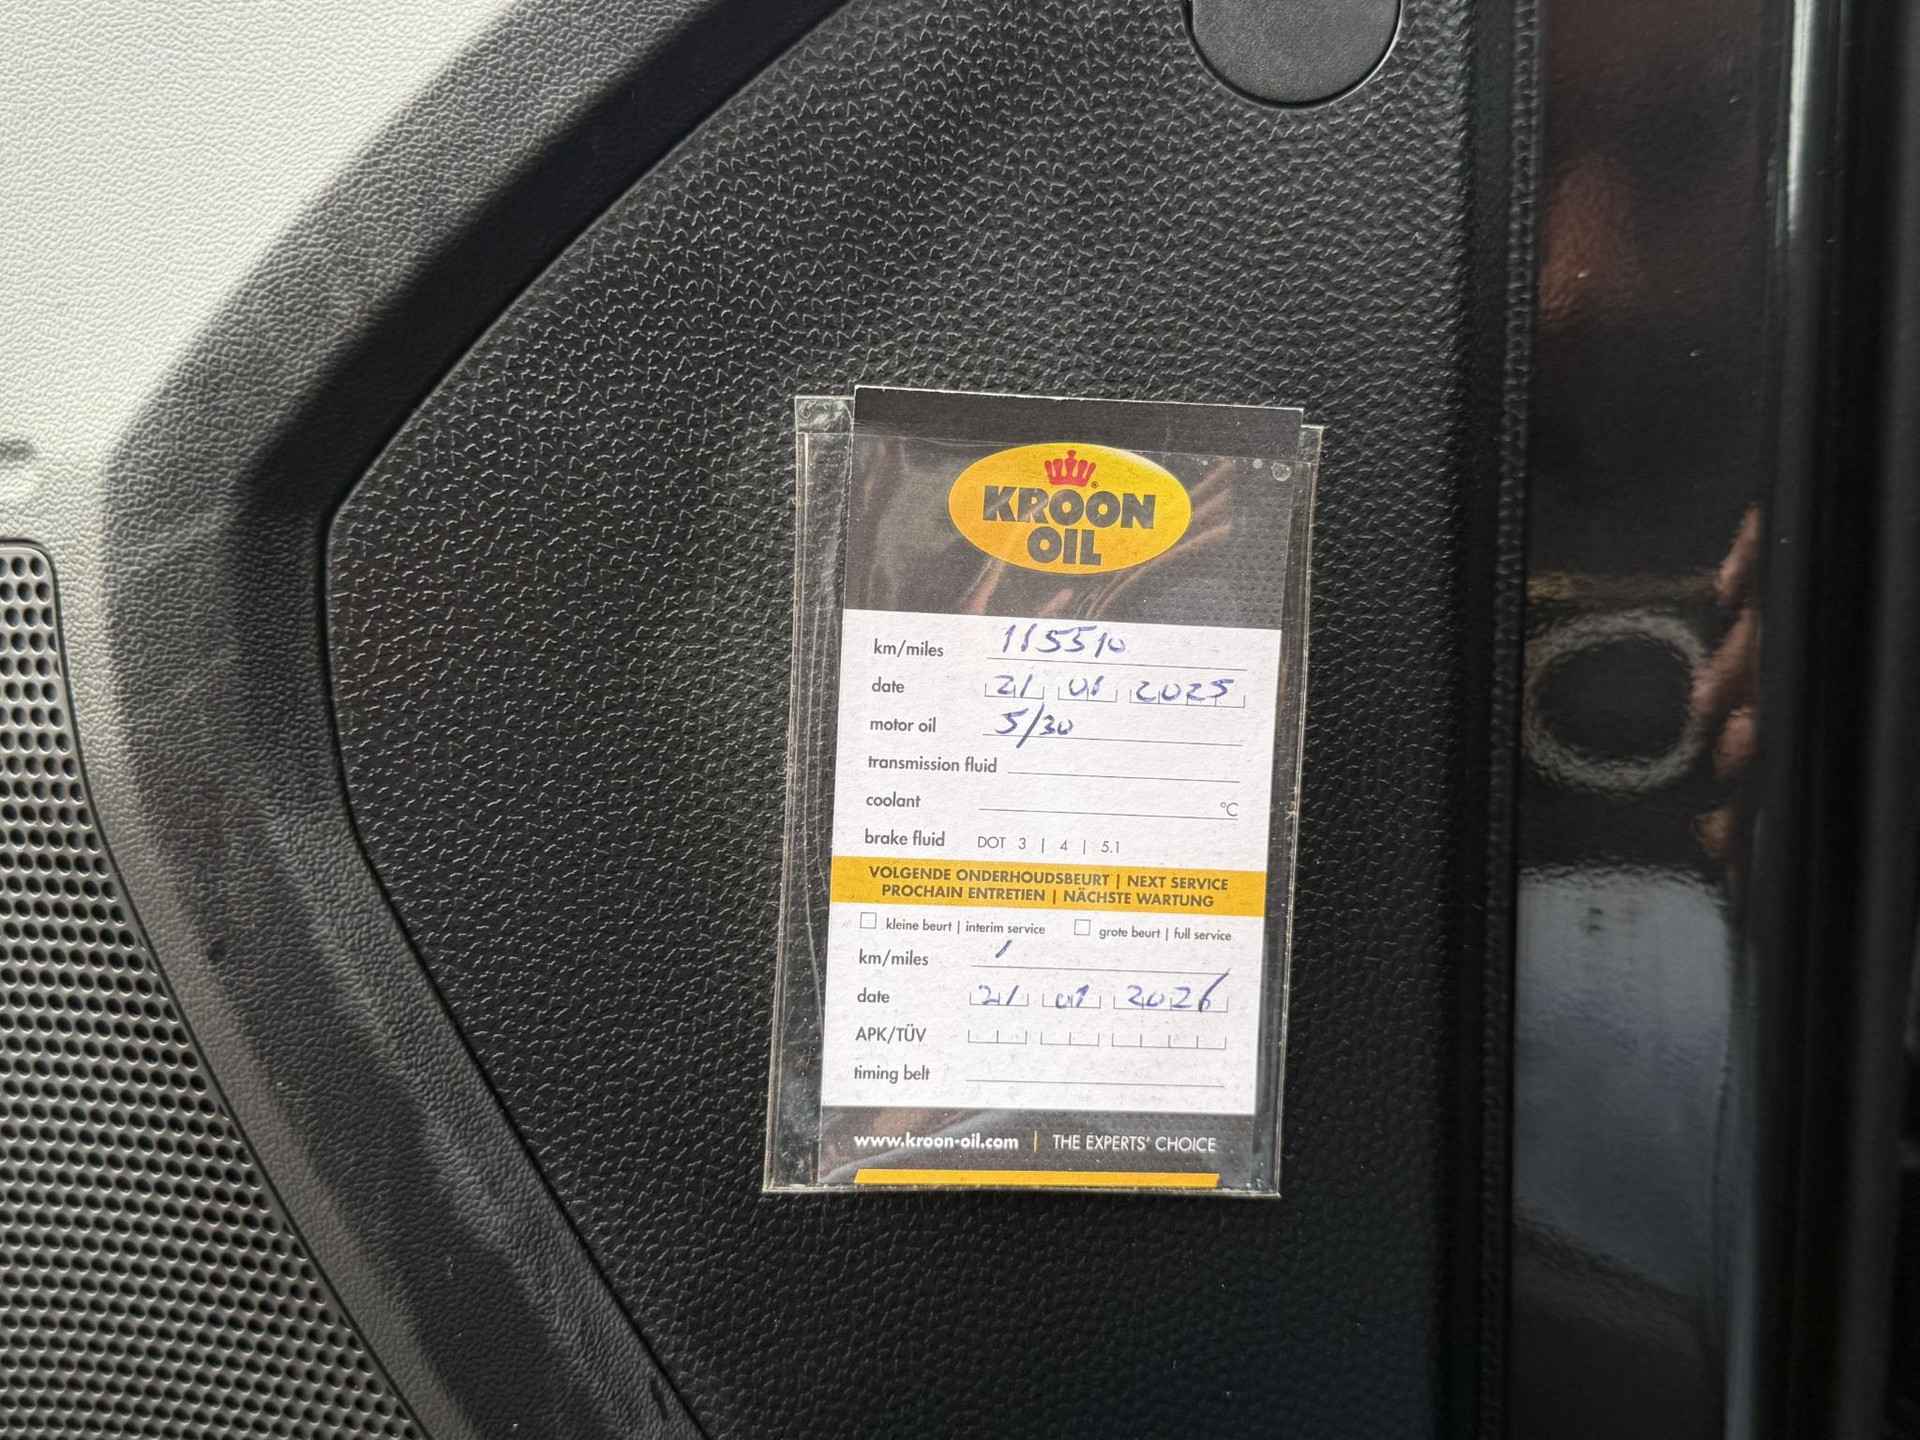 KROON
OIL
km/miles 115510
date 21 01 2025
motor oil 5/30
transmission fluid
coachant °C
brake fluid DOT 3 | 4 | 5.1
VOLGENDE ONDERHOUDSBEURT | NEXT SERVICE
PROCHAIN ENTRETIEN | NÄCHSTE WARTUNG
kleine beurt | interim service grote beurt | full service
km/miles /
date 21 01 2026
APK/TÜV
timing belt
www.kroon-oil.com | THE EXPERTS' CHOICE